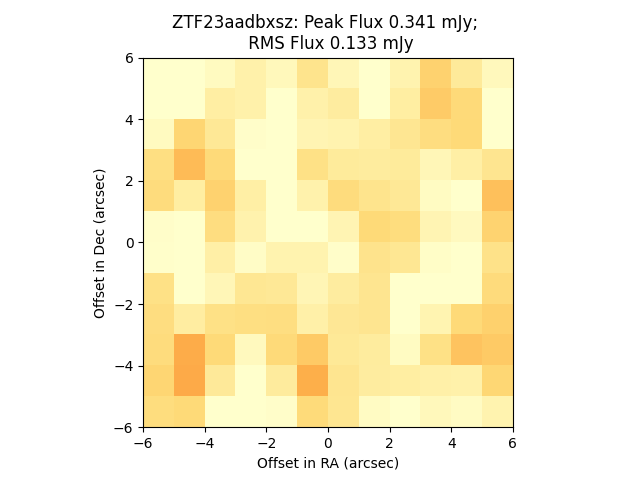 ZTF23aadbxsz: Peak Flux 0.341 mJy;
RMS Flux 0.133 mJy
6
4
2
0
−2
−4
−6
Offset in Dec (arcsec)
−6 −4 −2 0 2 4 6
Offset in RA (arcsec)